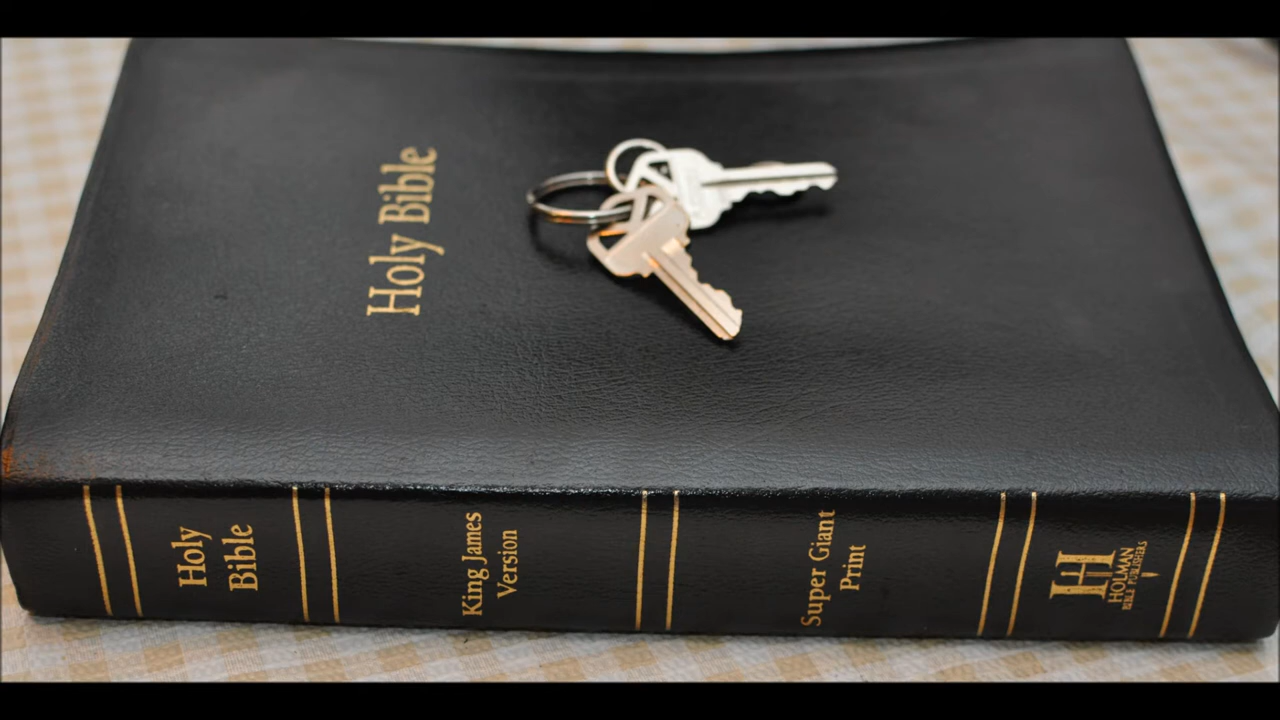 Holy Bible
Holy
Bible
King James
Version
Super Giant
Print
HOLMAN
BIBLE PUBLISHERS